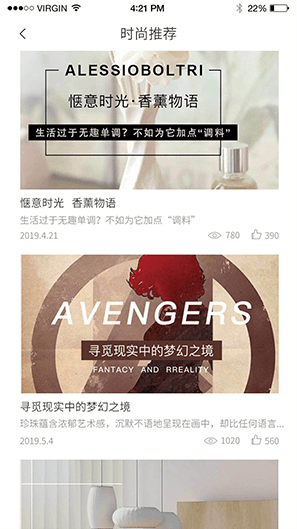 VIRGIN
4:21 PM
22%
时尚推荐
ALESSIOBOLTRI
惬意时光·香薰物语
生活过于无趣单调？不如为它加点“调料”
惬意时光 香薰物语
生活过于无趣单调？不如为它加点“调料”
2019.4.21
780
390
AVENGERS
寻觅现实中的梦幻之境
FANTACY AND RREALITY
寻觅现实中的梦幻之境
珍珠蕴含浓郁艺术感，沉默不语地呈现在画中，却比任何语言...
2019.5.4
1020
560